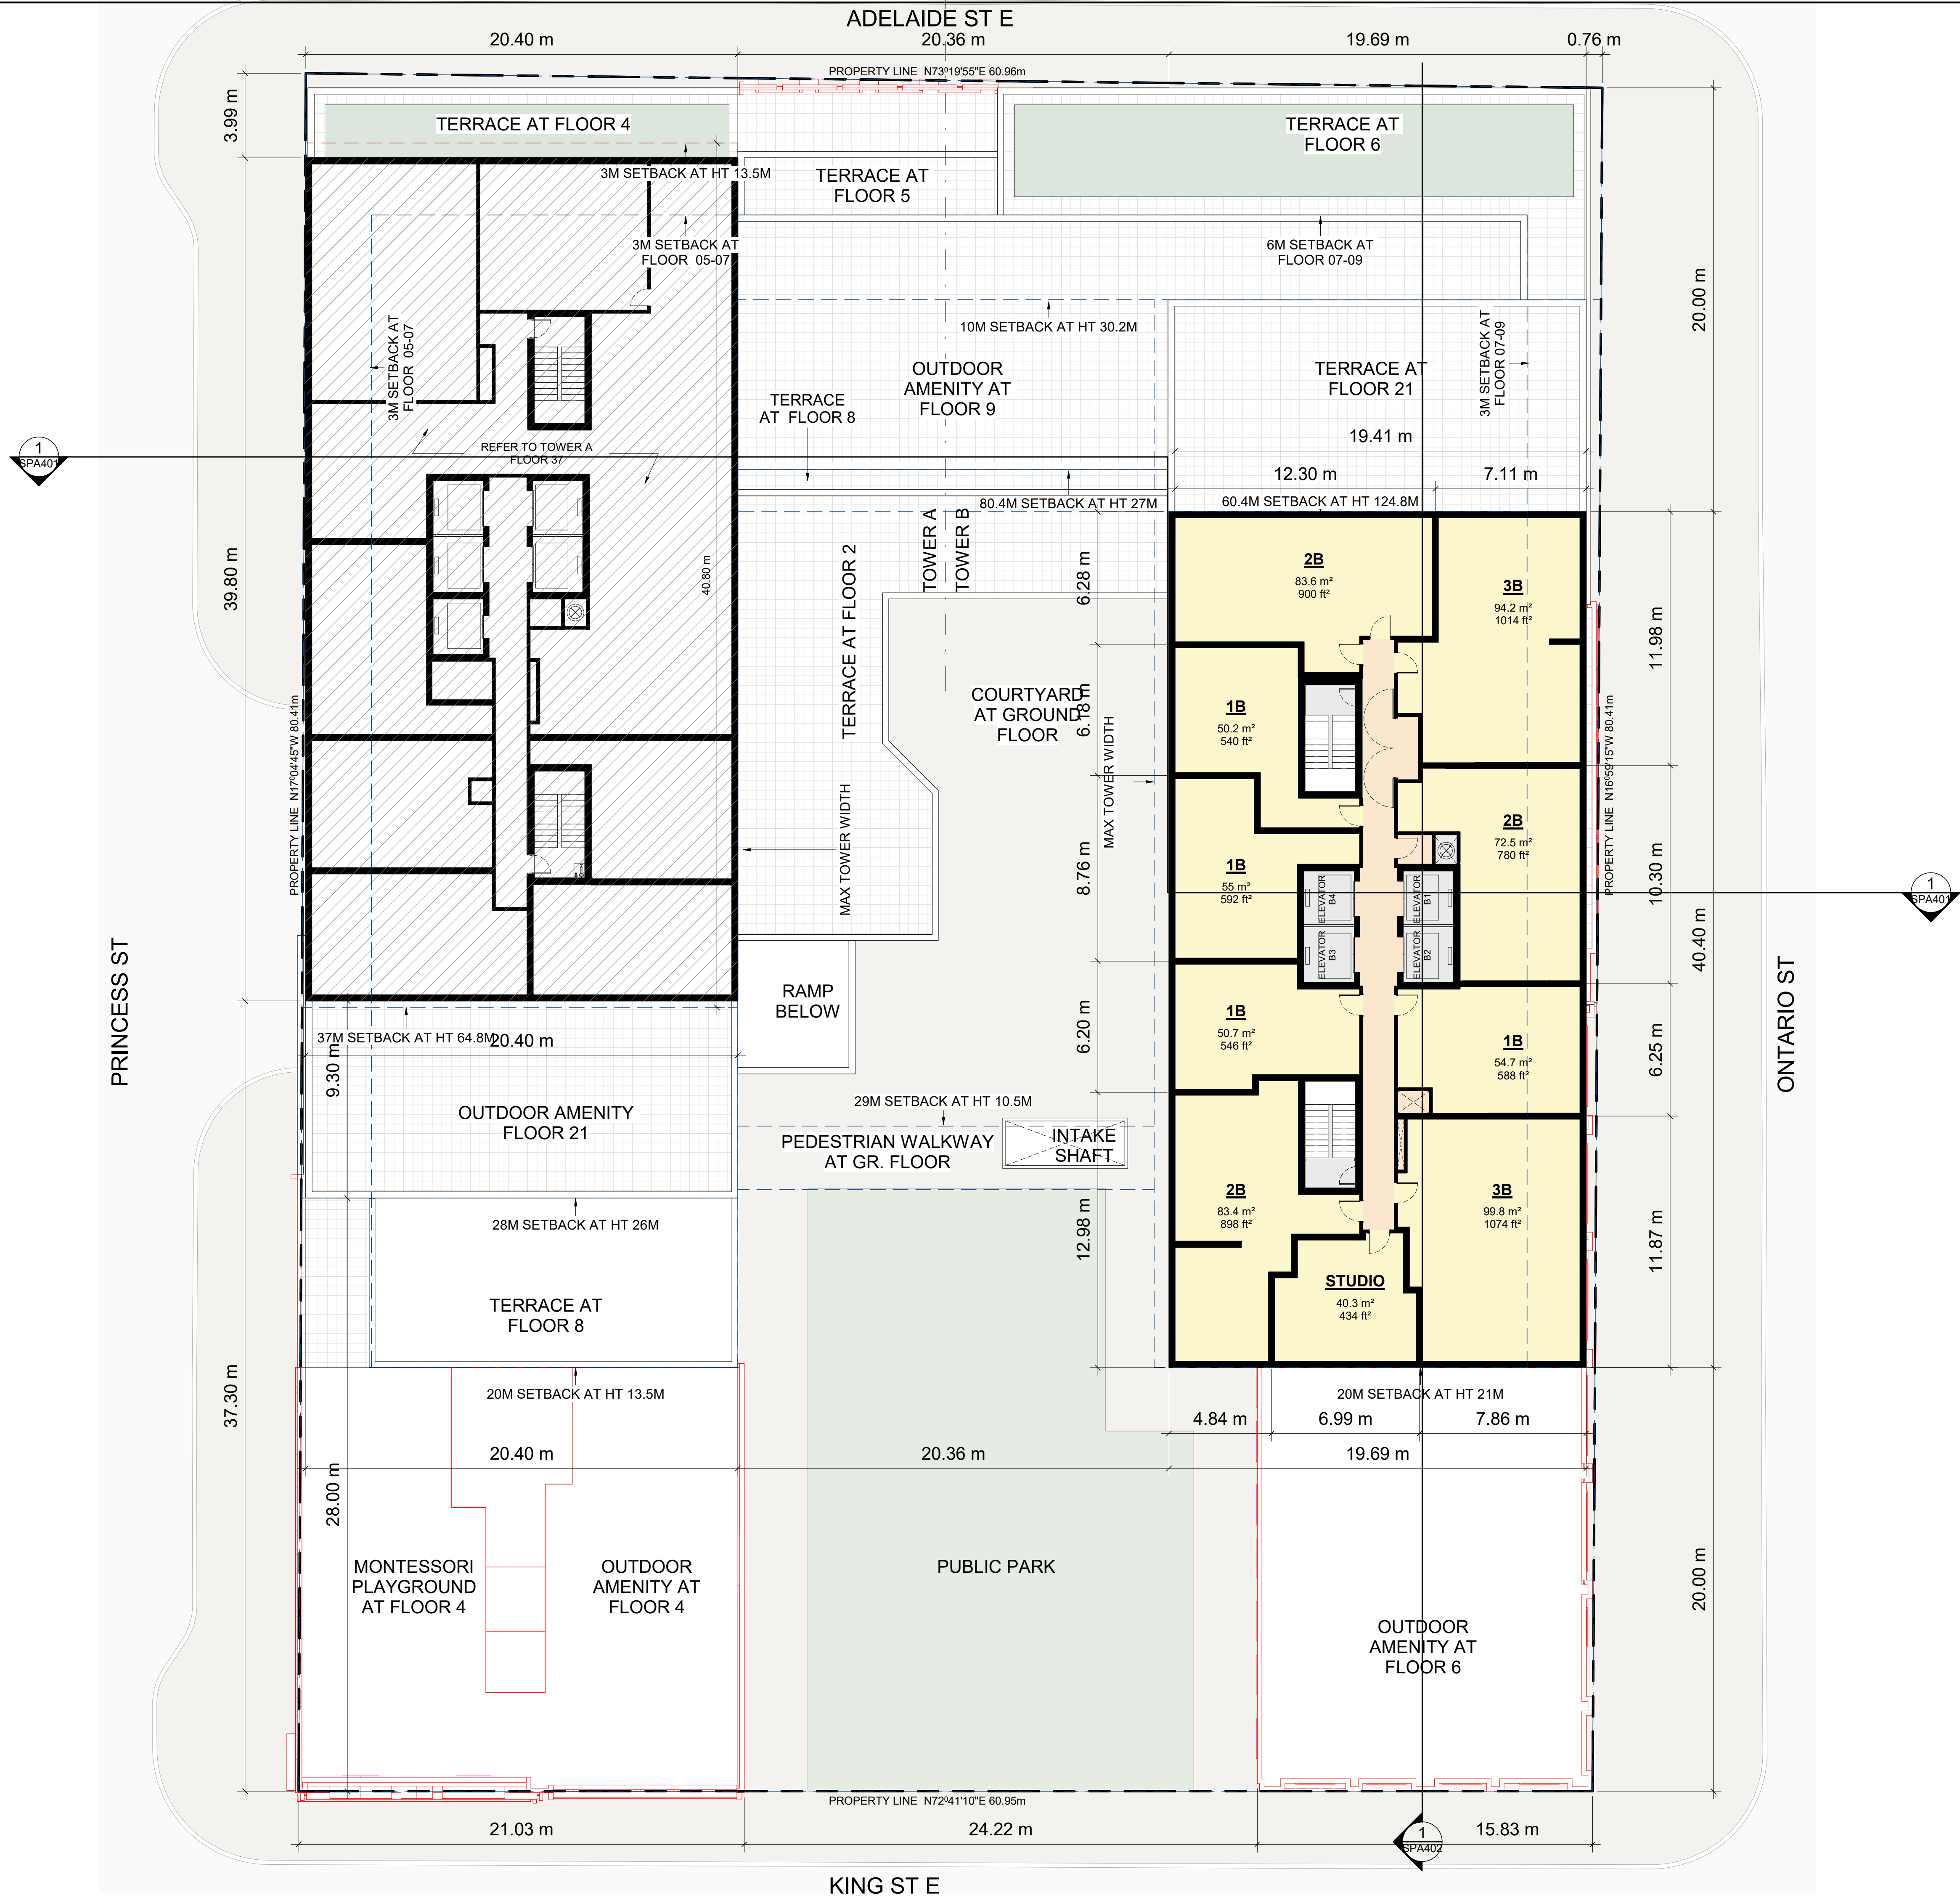 ADELAIDE ST E
20.40 m
20.36 m
19.69 m
0.76 m
PROPERTY LINE N73º19'55"E 60.96m
3.99 m
TERRACE AT FLOOR 4
TERRACE AT
FLOOR 6
3M SETBACK AT HT 13.5M
TERRACE AT
FLOOR 5
3M SETBACK AT
FLOOR 05-07
6M SETBACK AT
FLOOR 07-09
20.00 m
3M SETBACK AT
FLOOR 05-07
10M SETBACK AT HT 30.2M
3M SETBACK AT
FLOOR 07-09
OUTDOOR
AMENITY AT
FLOOR 9
TERRACE AT
FLOOR 21
TERRACE
AT FLOOR 8
19.41 m
1
SPA401
REFER TO TOWER A
FLOOR 37
12.30 m
7.11 m
80.4M SETBACK AT HT 27M
60.4M SETBACK AT HT 124.8M
TOWER A
TOWER B
39.80 m
40.80 m
TERRACE AT FLOOR 2
6.28 m
2B
83.6 m²
900 ft²
3B
94.2 m²
1014 ft²
11.98 m
PROPERTY LINE N17º04'45"W 80.41m
COURTYARD
AT GROUND
FLOOR
6.18 m
1B
50.2 m²
540 ft²
PROPERTY LINE N16º59'15"W 80.41m
MAX TOWER WIDTH
MAX TOWER WIDTH
2B
72.5 m²
780 ft²
8.76 m
1B
55 m²
592 ft²
ELEVATOR
B4
ELEVATOR
B1
10.30 m
1
SPA401
ELEVATOR
B3
ELEVATOR
B2
40.40 m
PRINCESS ST
ONTARIO ST
RAMP
BELOW
37M SETBACK AT HT 64.8M
20.40 m
9.30 m
6.20 m
1B
50.7 m²
546 ft²
1B
54.7 m²
588 ft²
6.25 m
OUTDOOR AMENITY
FLOOR 21
29M SETBACK AT HT 10.5M
PEDESTRIAN WALKWAY
AT GR. FLOOR
INTAKE
SHAFT
28M SETBACK AT HT 26M
12.98 m
2B
83.4 m²
898 ft²
3B
99.8 m²
1074 ft²
11.87 m
TERRACE AT
FLOOR 8
STUDIO
40.3 m²
434 ft²
20M SETBACK AT HT 13.5M
20M SETBACK AT HT 21M
37.30 m
4.84 m
6.99 m
7.86 m
20.40 m
20.36 m
19.69 m
28.00 m
MONTESSORI
PLAYGROUND
AT FLOOR 4
OUTDOOR
AMENITY AT
FLOOR 4
PUBLIC PARK
20.00 m
OUTDOOR
AMENITY AT
FLOOR 6
PROPERTY LINE N72º41'10"E 60.95m
21.03 m
24.22 m
15.83 m
1
SPA402
KING ST E